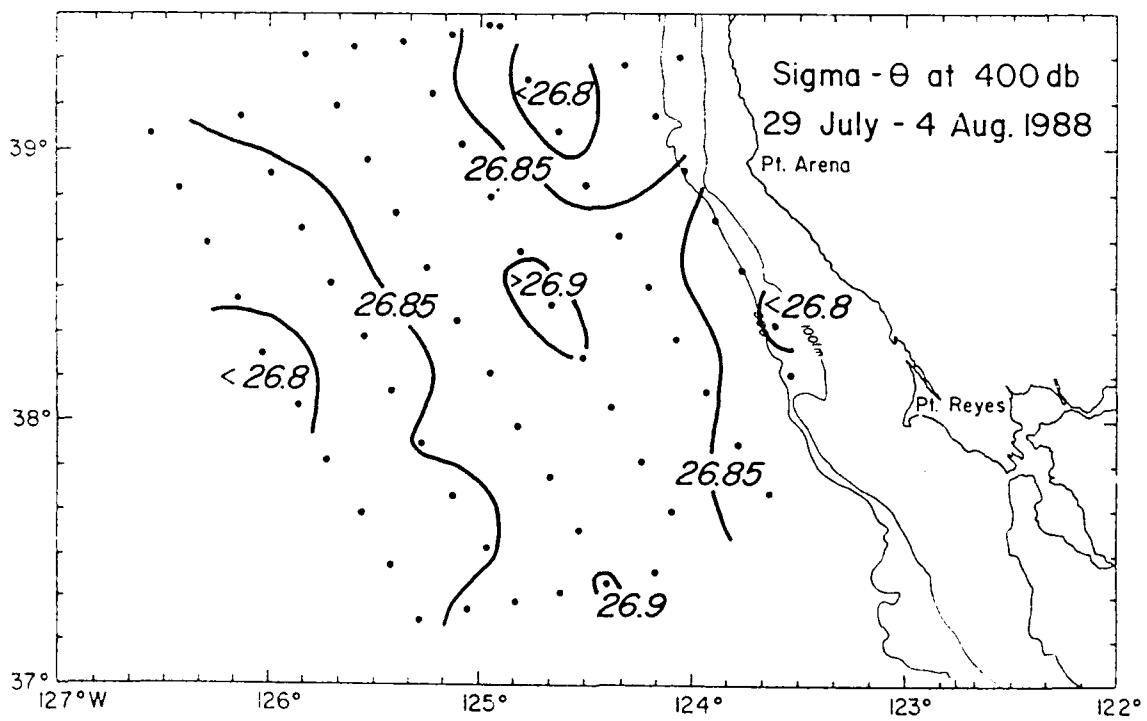 Sigma - θ at 400 db
29 July - 4 Aug. 1988
<26.8
39°
26.85
Pt. Arena
>26.9
26.85
<26.8
100fm
< 26.8
38°
Pt. Reyes
26.85
26.9
37°
127°W
126°
125°
124°
123°
122°